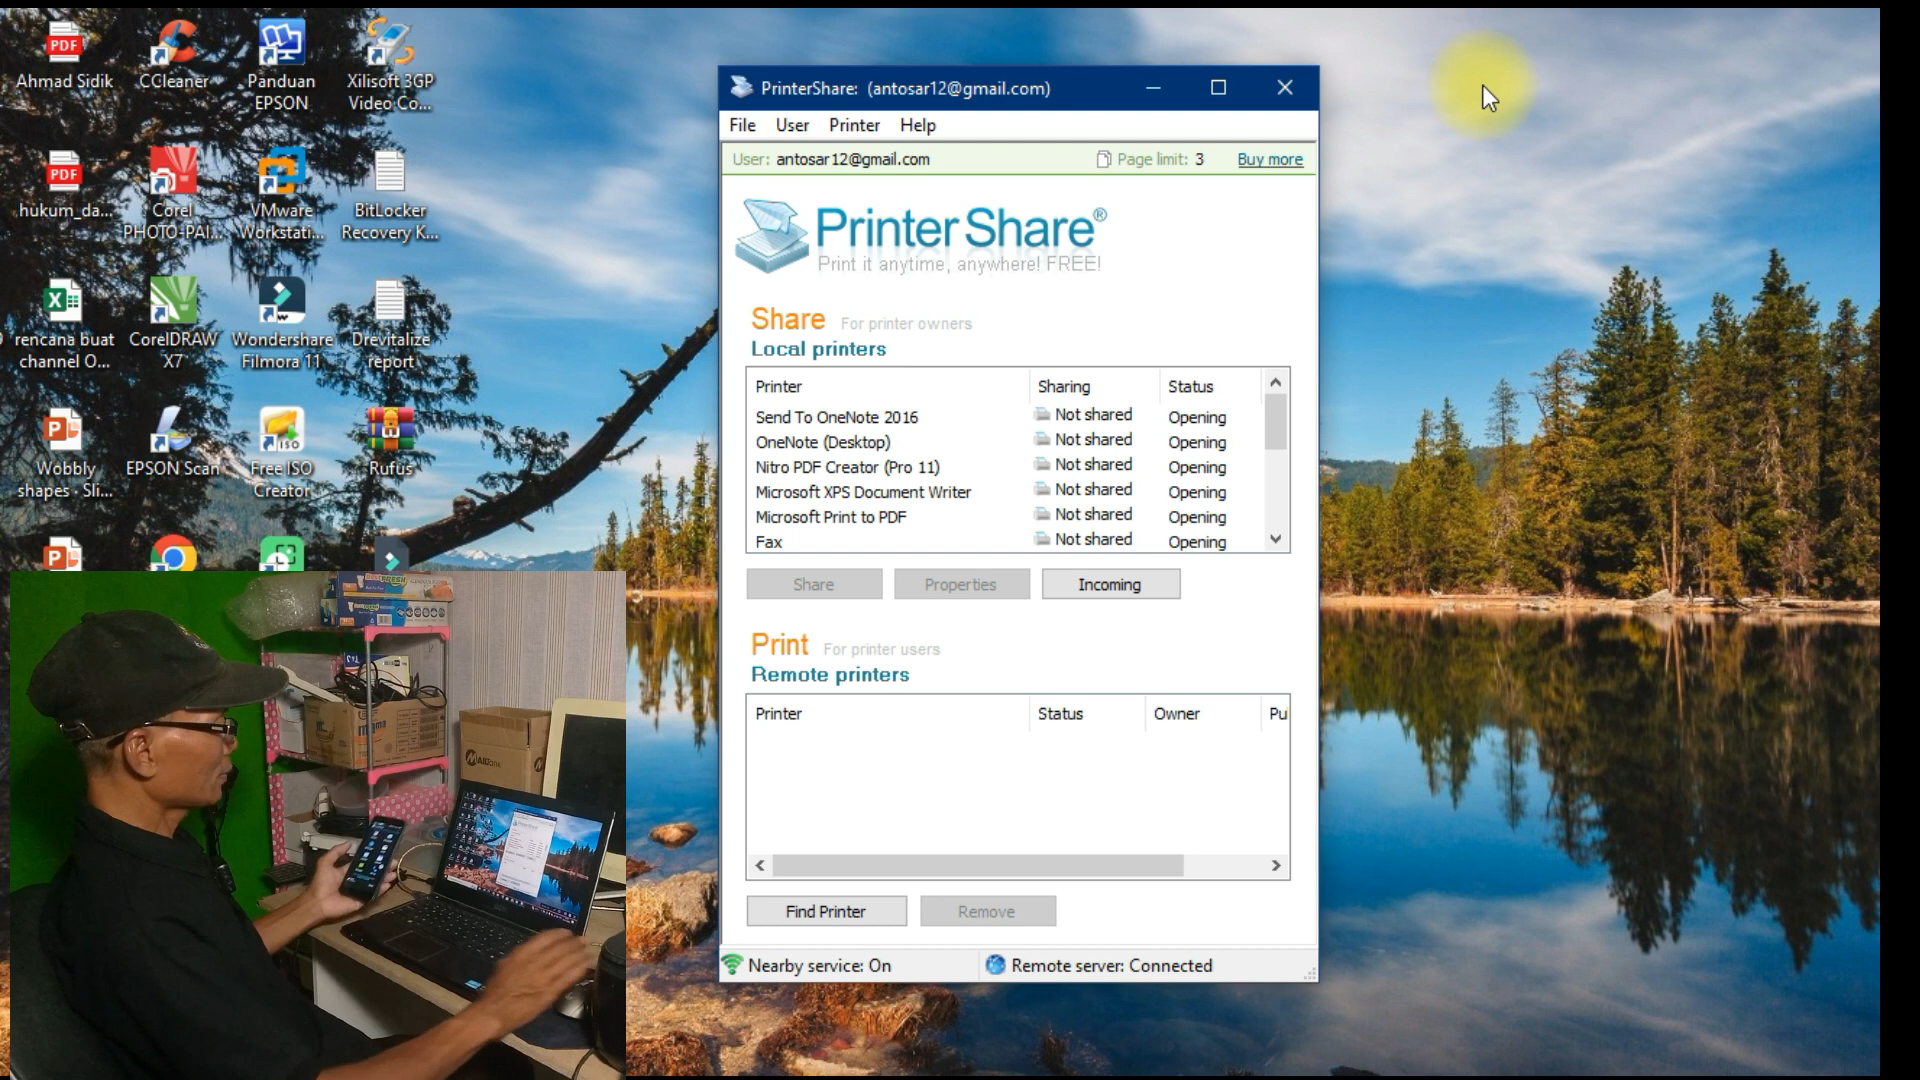 Ahmad Sidik
CCleaner
Panduan
EPSON
Xilisoft 3GP
Video Co...
PDF
PDF
hukum_da...
Corel
PHOTO-PAI...
VMware
Workstati...
BitLocker
Recovery K...
rencana buat
channel O...
CorelDRAW
X7
Wondershare
Filmora 11
Drevitalize
report
Wobbly
shapes · Sli...
EPSON Scan
ISO
Free ISO
Creator
Rufus
PrinterShare: (antosar12@gmail.com)
File User Printer Help
User: antosar12@gmail.com Page limit: 3 Buy more
PrinterShare®
Print it anytime, anywhere! FREE!
Share For printer owners
Local printers
Printer Sharing Status
Send To OneNote 2016 Not shared Opening
OneNote (Desktop) Not shared Opening
Nitro PDF Creator (Pro 11) Not shared Opening
Microsoft XPS Document Writer Not shared Opening
Microsoft Print to PDF Not shared Opening
Fax Not shared Opening
Share Properties Incoming
Print For printer users
Remote printers
Printer Status Owner Pu
Find Printer Remove
Nearby service: On Remote server: Connected
PrinterShare